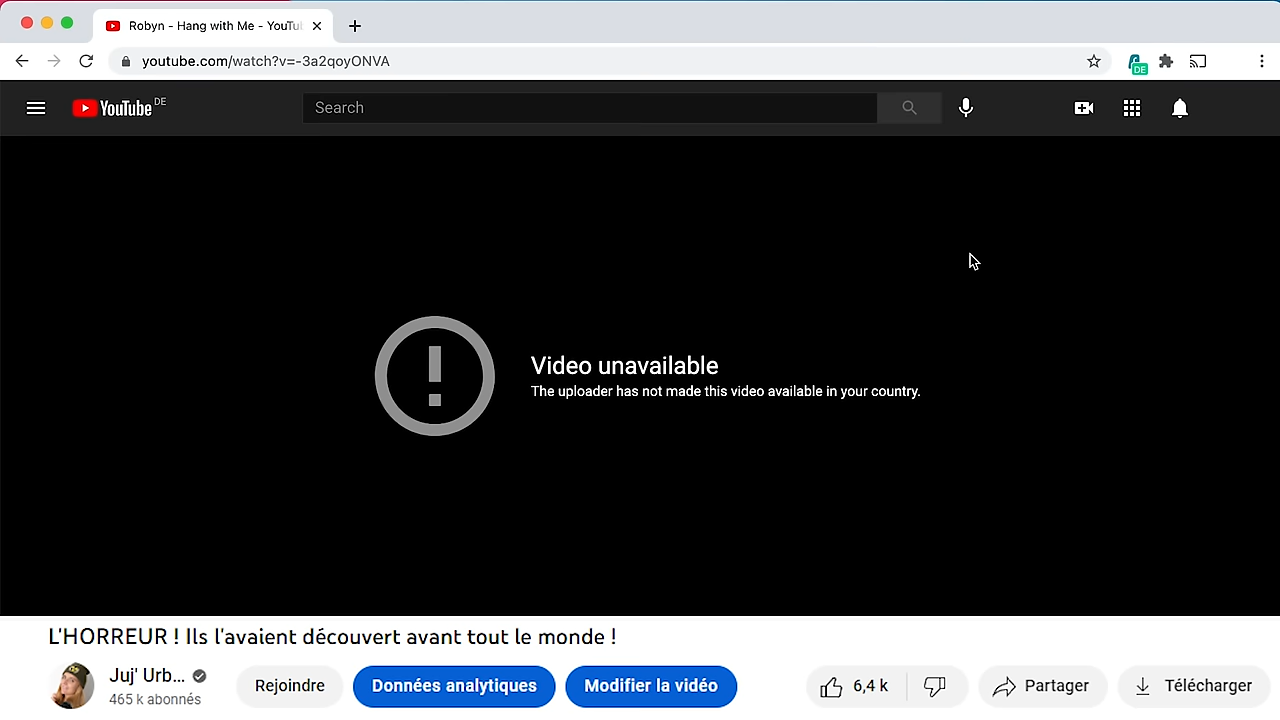 Robyn - Hang with Me - YouTu
youtube.com/watch?v=-3a2qoyONVA
DE
YouTube DE
Search
Video unavailable
The uploader has not made this video available in your country.
L'HORREUR ! Ils l'avaient découvert avant tout le monde !
Juj' Urb...
465 k abonnés
Rejoindre
Données analytiques
Modifier la vidéo
6,4 k
Partager
Télécharger